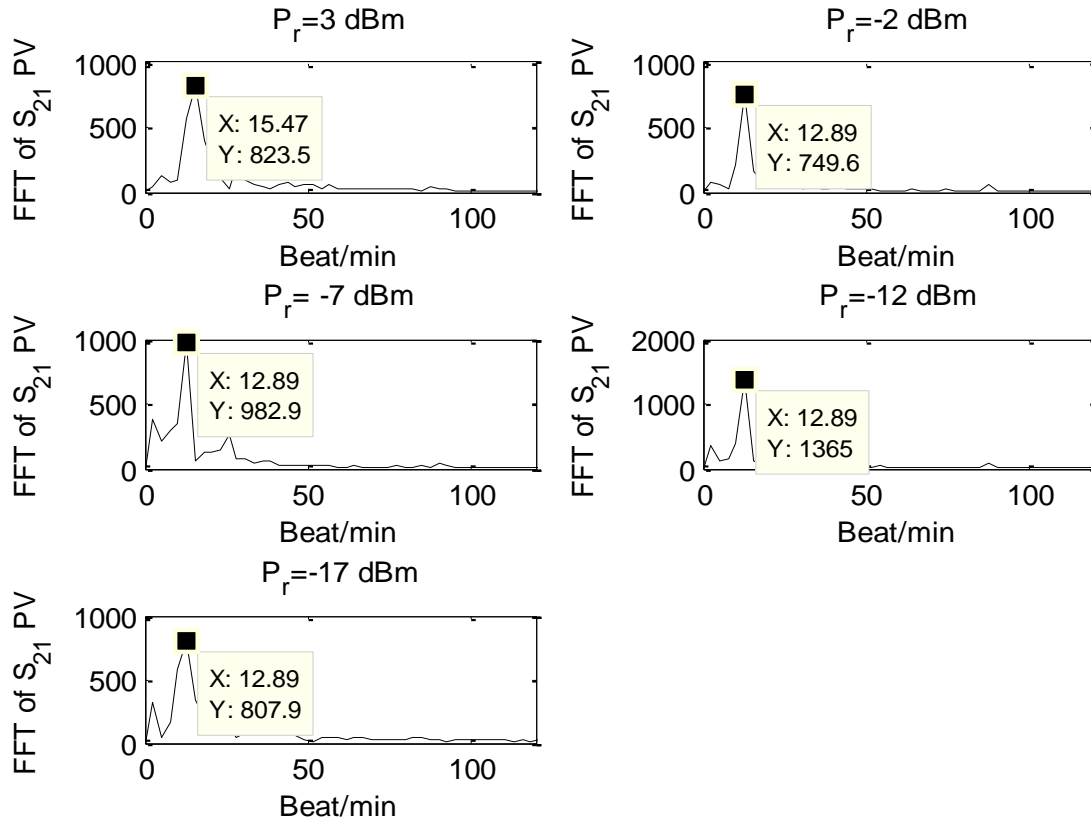 P_r=3 dBm
FFT of S_21 PV
1000
500
0
X: 15.47
Y: 823.5
0 50 100
Beat/min
P_r=-2 dBm
FFT of S_21 PV
1000
500
0
X: 12.89
Y: 749.6
0 50 100
Beat/min
P_r= -7 dBm
FFT of S_21 PV
1000
500
0
X: 12.89
Y: 982.9
0 50 100
Beat/min
P_r=-12 dBm
FFT of S_21 PV
2000
1000
0
X: 12.89
Y: 1365
0 50 100
Beat/min
P_r=-17 dBm
FFT of S_21 PV
1000
500
0
X: 12.89
Y: 807.9
0 50 100
Beat/min